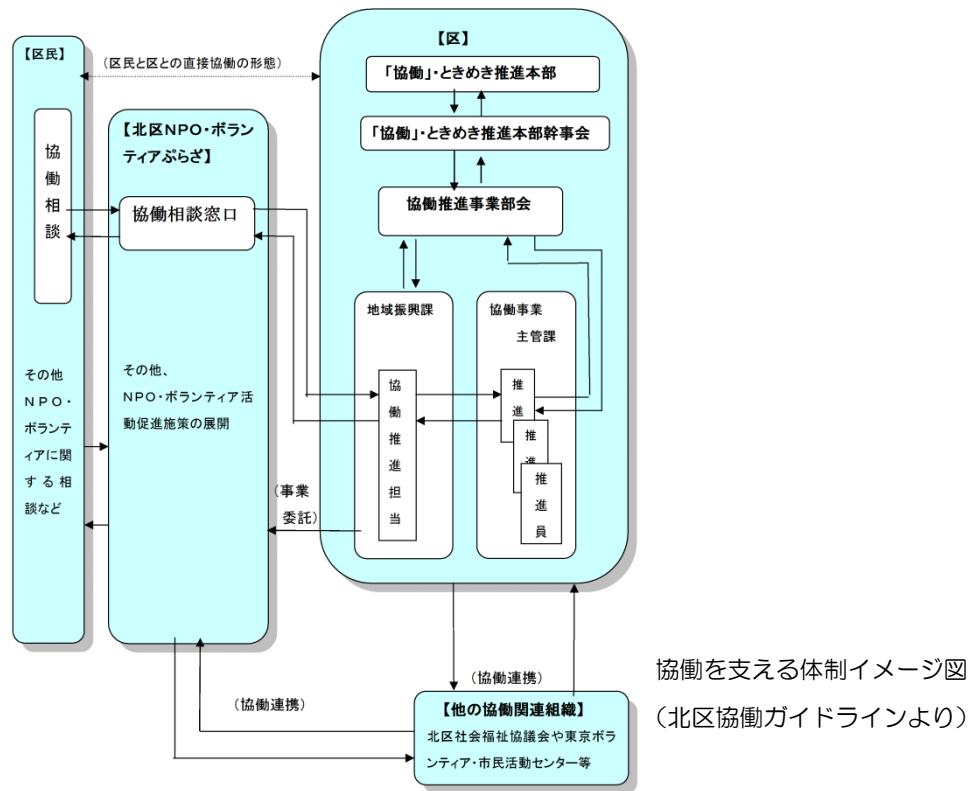 【区民】
(区民と区との直接協働の形態)
協
働
相
談
その他
NPO・
ボランテ
ィアに関
する相
談など
【北区NPO・ボラン
ティアぷらざ】
協働相談窓口
その他、
NPO・ボランティア活
動促進施策の展開
【区】
「協働」・ときめき推進本部
「協働」・ときめき推進本部幹事会
協働推進事業部会
地域振興課
協
働
推
進
担
当
協働事業
主管課
推
進
推
進
推
進
員
(事業
委託)
(協働連携)
(協働連携)
【他の協働関連組織】
北区社会福祉協議会や東京ボラ
ンティア・市民活動センター等
協働を支える体制イメージ図
(北区協働ガイドラインより)